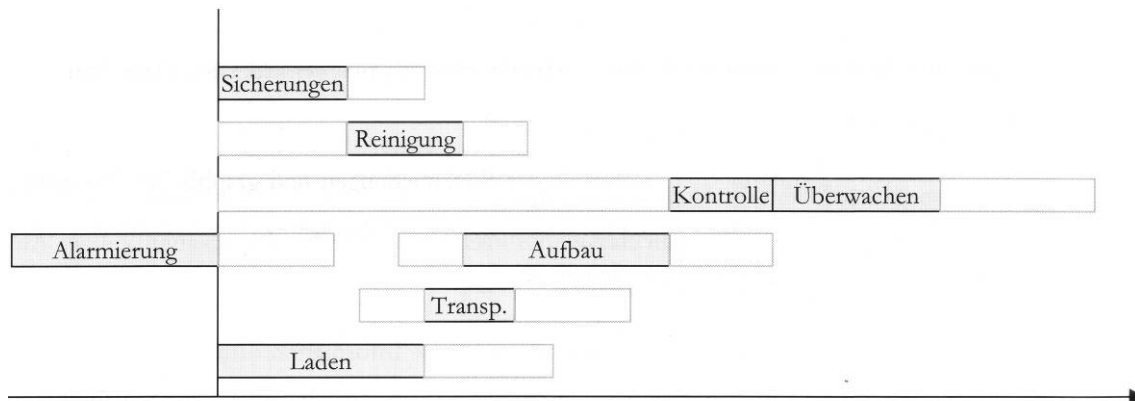 Sicherungen
Reinigung
Kontrolle Überwachen
Alarmierung Aufbau
Transp.
Laden